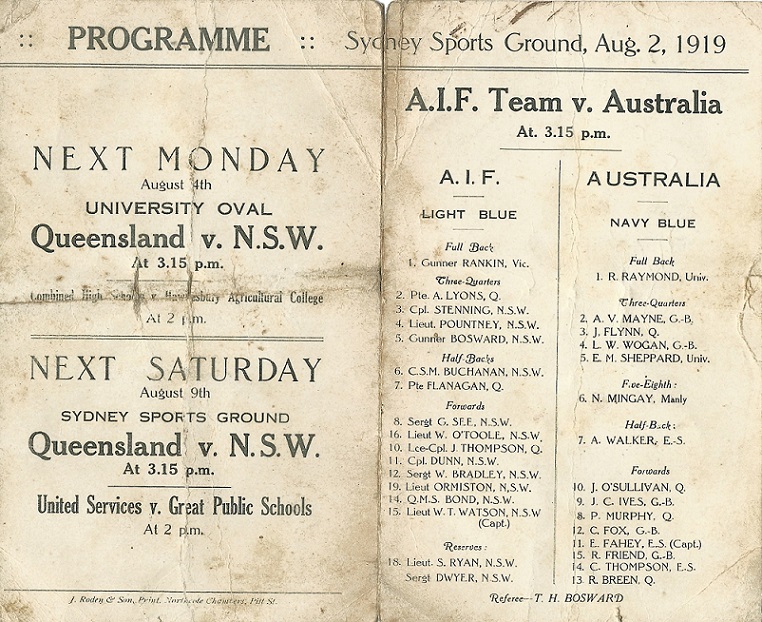 :: PROGRAMME :: Sydney Sports Ground, Aug. 2, 1919
NEXT MONDAY
August 4th
UNIVERSITY OVAL
Queensland v. N.S.W.
At 3.15 p.m.
Combined High Schools v. Hawkesbury Agricultural College
At 2 p.m.
NEXT SATURDAY
August 9th
SYDNEY SPORTS GROUND
Queensland v. N.S.W.
At 3.15 p.m.
United Services v. Great Public Schools
At 2 p.m.
J. Roden & Son, Print, Northcote Chambers, Pitt St.
A.I.F. Team v. Australia
At. 3.15 p.m.
A. I. F.
LIGHT BLUE
Full Back
1. Gunner RANKIN, Vic.
Three-Quarters
2. Pte. A. LYONS, Q.
3. Cpl. STENNING, N.S.W.
4. Lieut. POUNTNEY, N.S.W.
5. Gunner BOSWARD, N.S.W.
Half-Backs
6. C.S.M. BUCHANAN, N.S.W.
7. Pte FLANAGAN, Q.
Forwards
8. Sergt G. SEE, N.S.W.
16. Lieut W. O'TOOLE, N.S.W.
10. Lce-Cpl. J. THOMPSON, Q.
11. Cpl. DUNN, N.S.W.
12. Sergt W. BRADLEY, N.S.W.
19. Lieut ORMISTON, N.S.W.
14. Q.M.S. BOND, N.S.W.
15. Lieut W. T. WATSON, N.S.W
(Capt.)
Reserves:
18. Lieut. S. RYAN, N.S.W.
Sergt DWYER, N.S.W.
AUSTRALIA
NAVY BLUE
Full Back
1. R. RAYMOND, Univ.
Three-Quarters
2. A. V. MAYNE, G.-B.
3. J. FLYNN, Q.
4. L. W. WOGAN, G.-B.
5. E. M. SHEPPARD, Univ.
Five-Eighth:
6. N. MINGAY, Manly
Half-Back:
7. A. WALKER, E.-S.
Forwards
10. J. O'SULLIVAN, Q.
9. J. C. IVES, G.-B.
8. P. MURPHY, Q.
12. C. FOX, G.-B.
11. E. FAHEY, E.S. (Capt.)
15. R. FRIEND, G.-B.
14. C. THOMPSON, E.S.
13. R. BREEN, Q.
Referee—T. H. BOSWARD